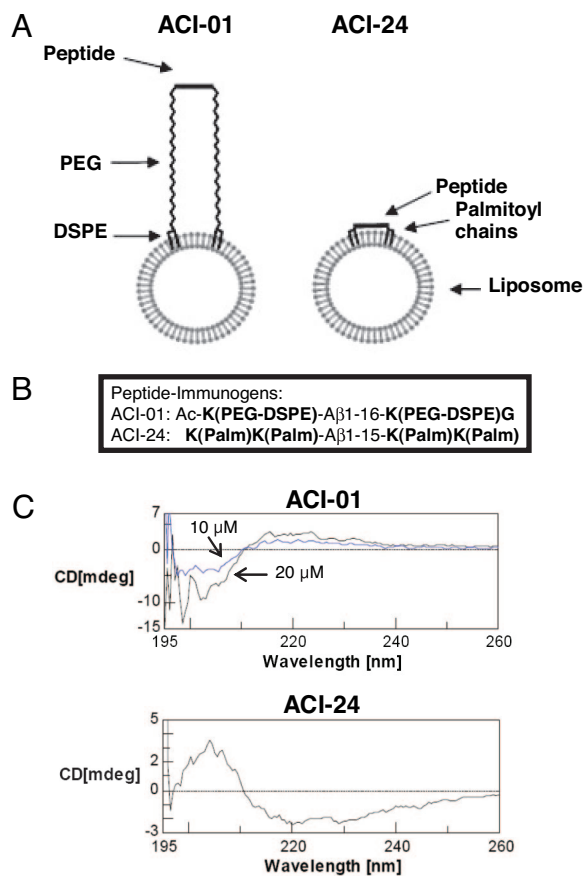 A
ACI-01
ACI-24
Peptide
PEG
DSPE
Peptide
Palmitoyl
chains
Liposome
B
Peptide-Immunogens:
ACI-01: Ac-K(PEG-DSPE)-Aβ1-16-K(PEG-DSPE)G
ACI-24: K(Palm)K(Palm)-Aβ1-15-K(Palm)K(Palm)
C
ACI-01
7
0
CD[mdeg]
-10
-15
10 µM
20 µM
195 220 240 260
Wavelength [nm]
ACI-24
5
CD[mdeg]
0
-3
195 220 240 260
Wavelength [nm]